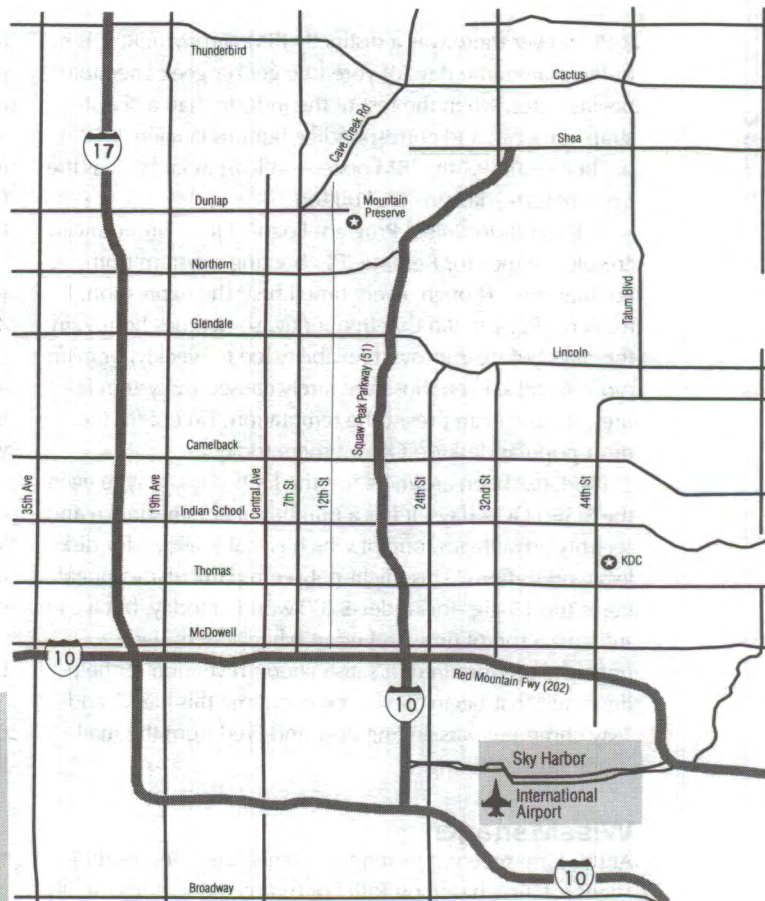 Thunderbird
Cactus
Cave Creek Rd
Shea
17
Dunlap
Mountain
Preserve
Northern
Tatum Blvd
Glendale
Lincoln
Squaw Peak Parkway (51)
Camelback
35th Ave
19th Ave
Central Ave
7th St
12th St
24th St
32nd St
44th St
Indian School
KDC
Thomas
McDowell
10
Red Mountain Fwy (202)
10
Sky Harbor
International
Airport
10
Broadway